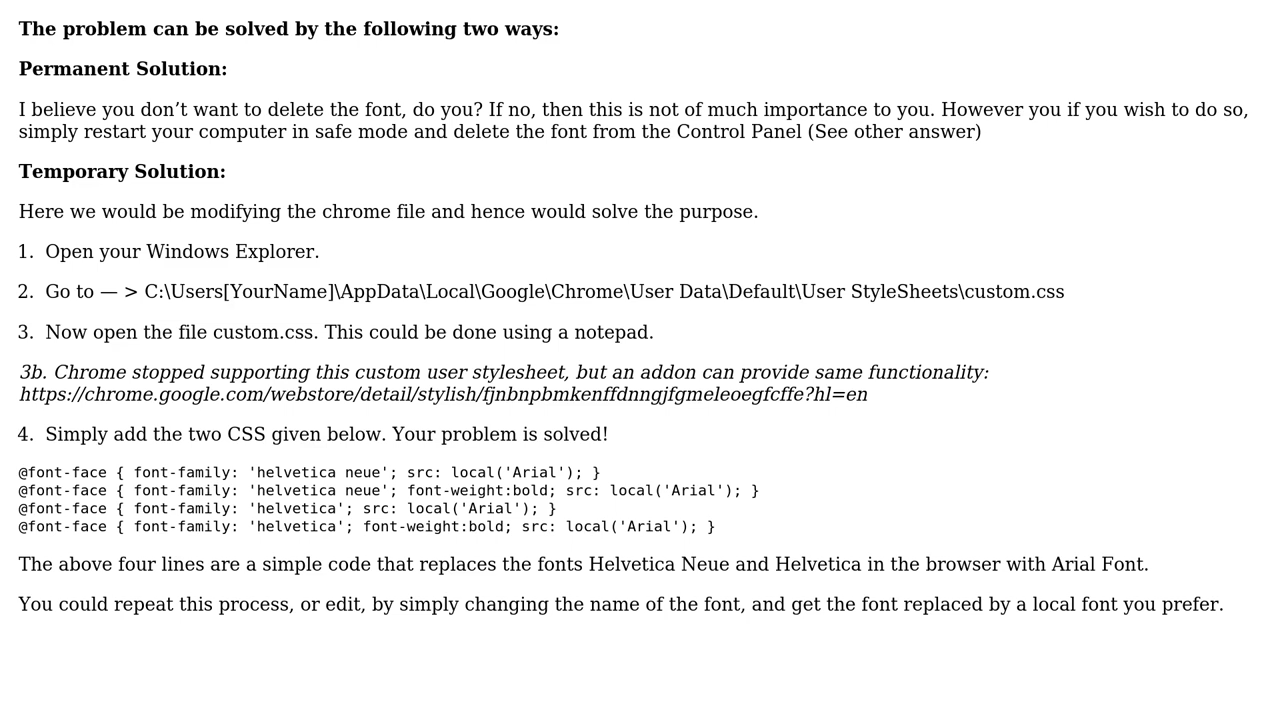 The problem can be solved by the following two ways:
Permanent Solution:
I believe you don’t want to delete the font, do you? If no, then this is not of much importance to you. However you if you wish to do so,
simply restart your computer in safe mode and delete the font from the Control Panel (See other answer)
Temporary Solution:
Here we would be modifying the chrome file and hence would solve the purpose.
1. Open your Windows Explorer.
2. Go to — > C:\Users[YourName]\AppData\Local\Google\Chrome\User Data\Default\User StyleSheets\custom.css
3. Now open the file custom.css. This could be done using a notepad.
3b. Chrome stopped supporting this custom user stylesheet, but an addon can provide same functionality:
https://chrome.google.com/webstore/detail/stylish/fjnbnpbmkenffdnngjfgmeleoegfcffe?hl=en
4. Simply add the two CSS given below. Your problem is solved!
@font-face { font-family: 'helvetica neue'; src: local('Arial'); }
@font-face { font-family: 'helvetica neue'; font-weight:bold; src: local('Arial'); }
@font-face { font-family: 'helvetica'; src: local('Arial'); }
@font-face { font-family: 'helvetica'; font-weight:bold; src: local('Arial'); }
The above four lines are a simple code that replaces the fonts Helvetica Neue and Helvetica in the browser with Arial Font.
You could repeat this process, or edit, by simply changing the name of the font, and get the font replaced by a local font you prefer.